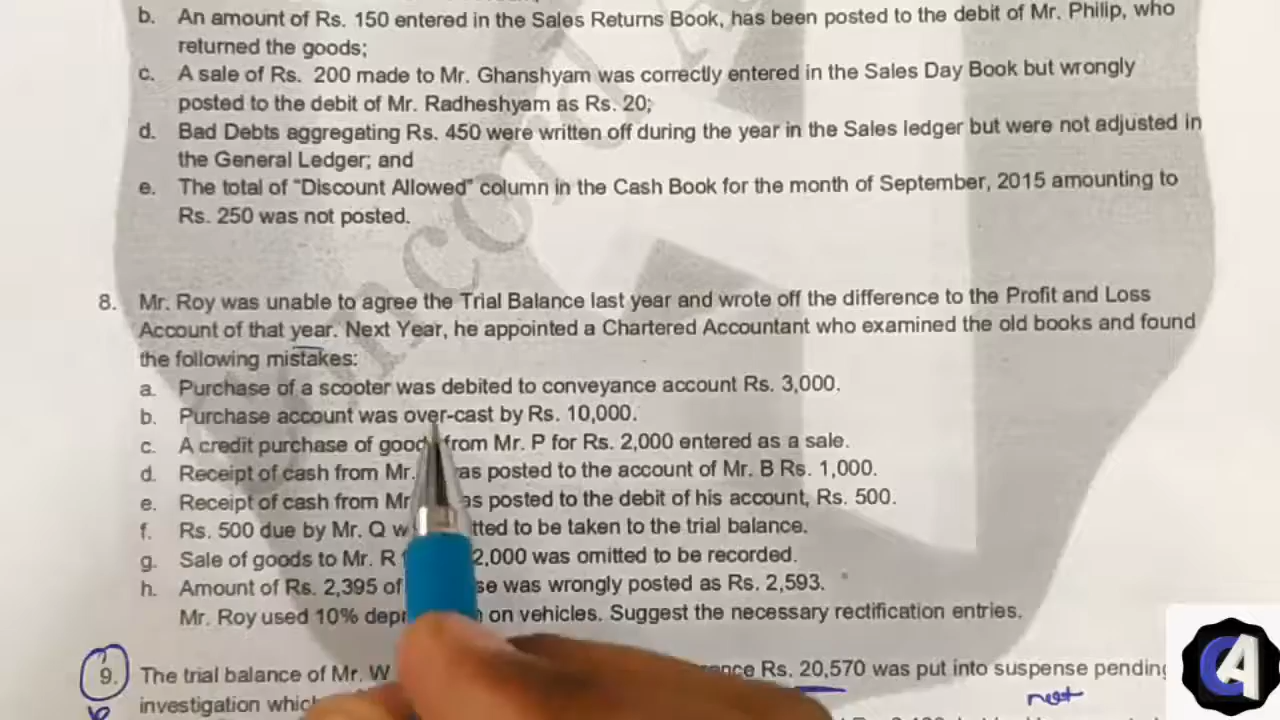 b. An amount of Rs. 150 entered in the Sales Returns Book, has been posted to the debit of Mr. Philip, who
returned the goods;
c. A sale of Rs. 200 made to Mr. Ghanshyam was correctly entered in the Sales Day Book but wrongly
posted to the debit of Mr. Radheshyam as Rs. 20;
d. Bad Debts aggregating Rs. 450 were written off during the year in the Sales ledger but were not adjusted in
the General Ledger; and
e. The total of "Discount Allowed" column in the Cash Book for the month of September, 2015 amounting to
Rs. 250 was not posted.
8. Mr. Roy was unable to agree the Trial Balance last year and wrote off the difference to the Profit and Loss
Account of that year. Next Year, he appointed a Chartered Accountant who examined the old books and found
the following mistakes:
a. Purchase of a scooter was debited to conveyance account Rs. 3,000.
b. Purchase account was over-cast by Rs. 10,000.
c. A credit purchase of goods from Mr. P for Rs. 2,000 entered as a sale.
d. Receipt of cash from Mr. was posted to the account of Mr. B Rs. 1,000.
e. Receipt of cash from Mr. was posted to the debit of his account, Rs. 500.
f. Rs. 500 due by Mr. Q to be taken to the trial balance.
g. Sale of goods to Mr. R 2,000 was omitted to be recorded.
h. Amount of Rs. 2,395 of was wrongly posted as Rs. 2,593.
Mr. Roy used 10% on vehicles. Suggest the necessary rectification entries.
9. The trial balance of Mr. W Rs. 20,570 was put into suspense pending
investigation
next
CA